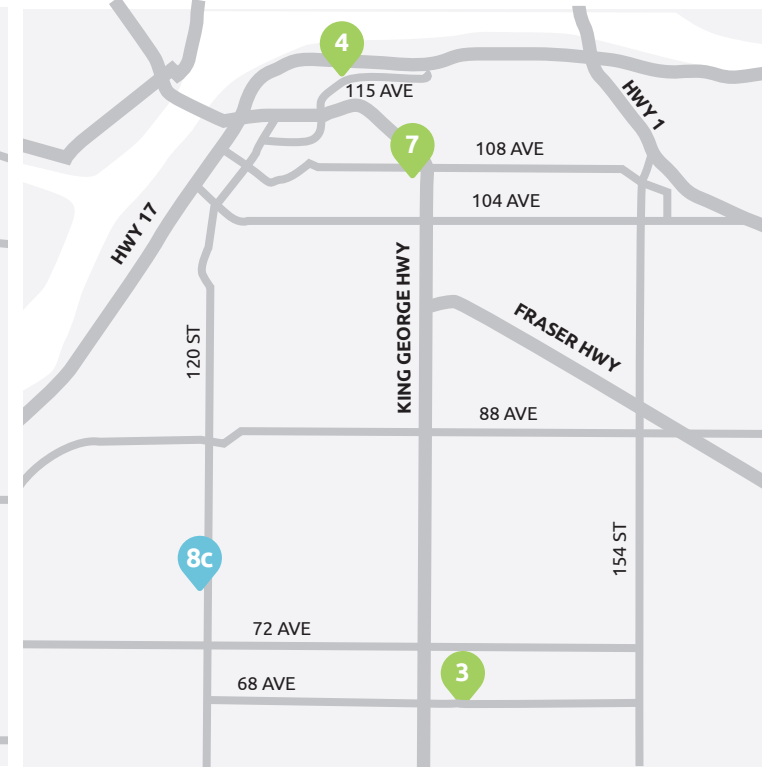 4
115 AVE
HWY 1
7
108 AVE
104 AVE
HWY 17
KING GEORGE HWY
FRASER HWY
120 ST
88 AVE
154 ST
8c
72 AVE
3
68 AVE